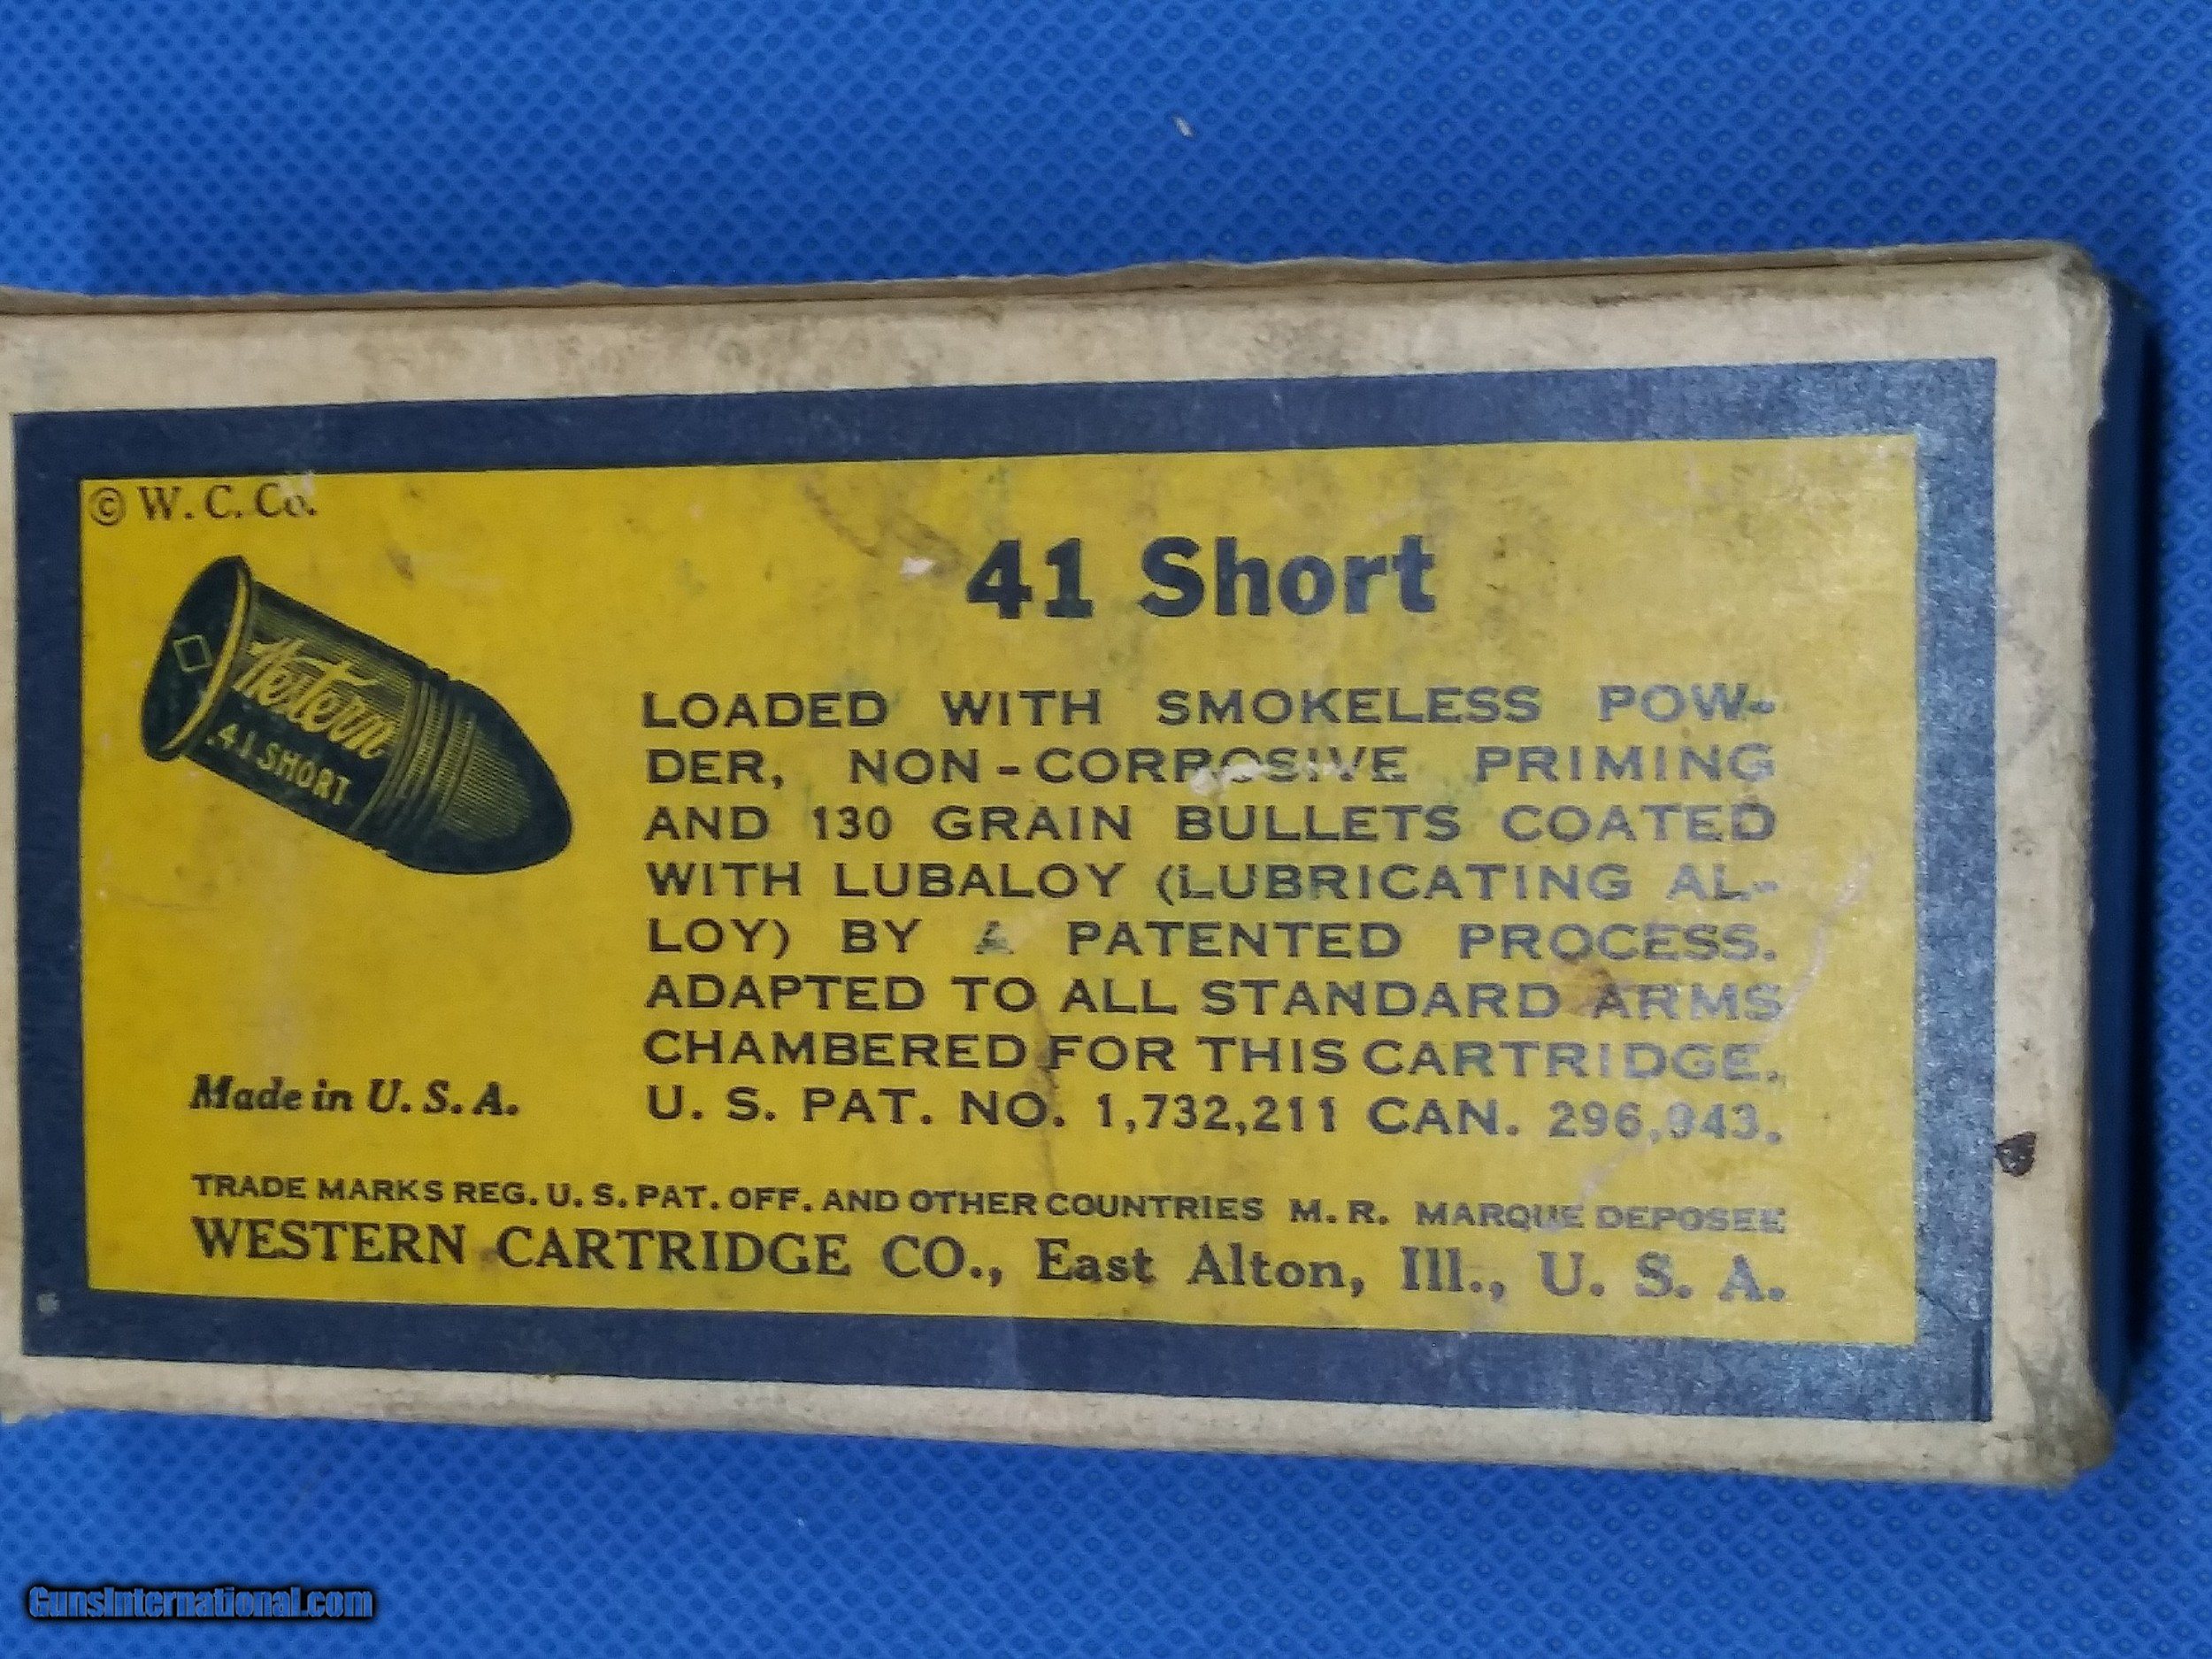 © W. C. Co.
41 Short
Western
.41 SHORT
LOADED WITH SMOKELESS POW-
DER, NON-CORROSIVE PRIMING
AND 130 GRAIN BULLETS COATED
WITH LUBALOY (LUBRICATING AL-
LOY) BY A PATENTED PROCESS.
ADAPTED TO ALL STANDARD ARMS
CHAMBERED FOR THIS CARTRIDGE.
Made in U. S. A.
U. S. PAT. NO. 1,732,211 CAN. 296,943.
TRADE MARKS REG. U. S. PAT. OFF. AND OTHER COUNTRIES M. R. MARQUE DEPOSEE
WESTERN CARTRIDGE CO., East Alton, Ill., U. S. A.
GunsInternational.com